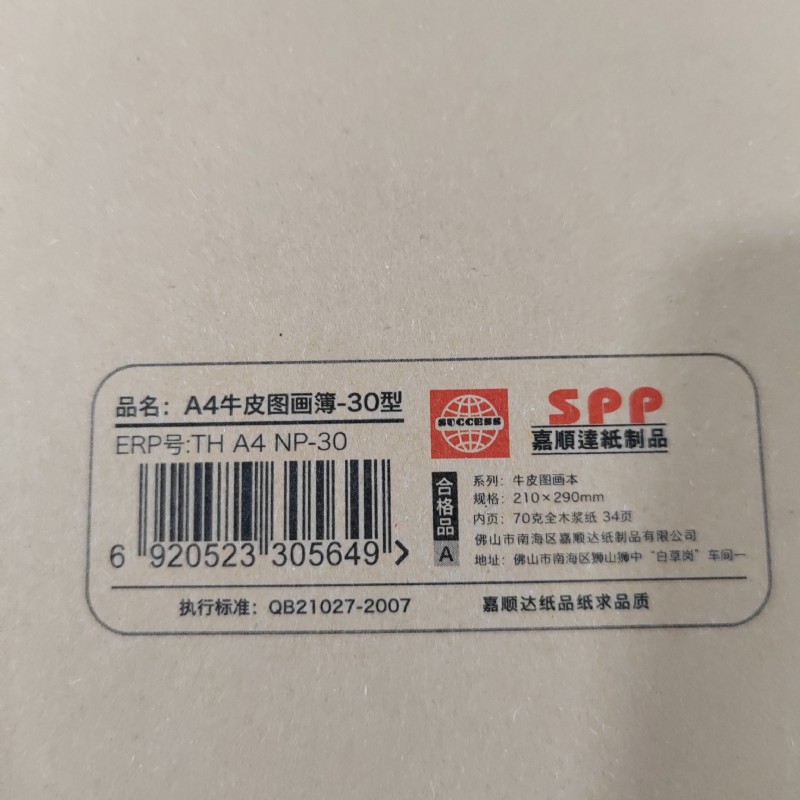 品名：A4牛皮图画簿-30型
ERP号:TH A4 NP-30
6 920523 305649 >
SUCCESS
SPP
嘉順達紙制品
合格品
A
系列：牛皮图画本
规格：210×290mm
内页：70克全木浆纸 34页
佛山市南海区嘉顺达纸制品有限公司
地址：佛山市南海区狮山狮中“白草岗”车间一
执行标准：QB21027-2007
嘉顺达纸品纸求品质